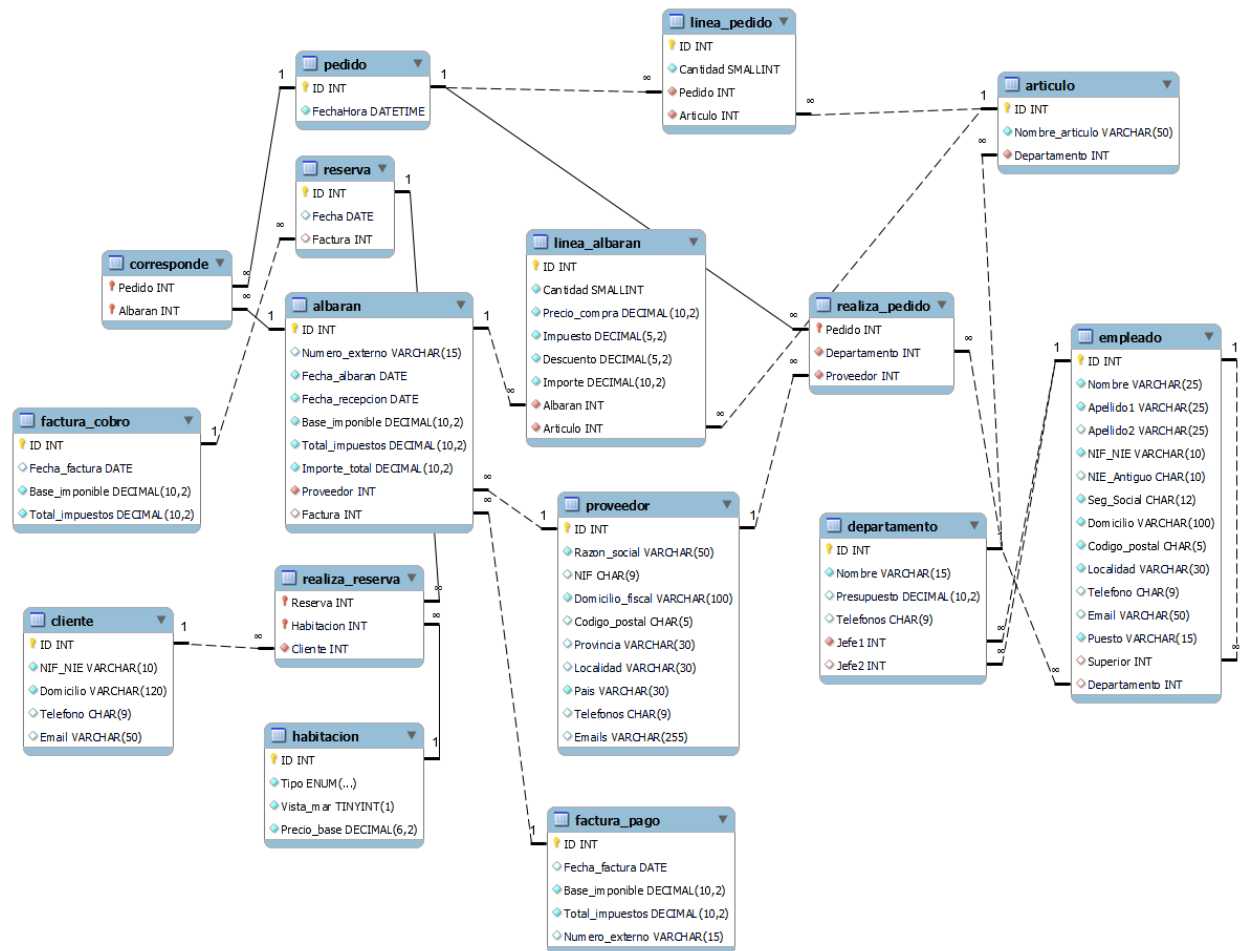 linea_pedido
ID INT
Cantidad SMALLINT
Pedido INT
Articulo INT
pedido
ID INT
FechaHora DATETIME
articulo
ID INT
Nombre_articulo VARCHAR(50)
Departamento INT
reserva
ID INT
Fecha DATE
Factura INT
linea_albaran
ID INT
Cantidad SMALLINT
Precio_compra DECIMAL(10,2)
Impuesto DECIMAL(5,2)
Descuento DECIMAL(5,2)
Importe DECIMAL(10,2)
Albaran INT
Articulo INT
corresponde
Pedido INT
Albaran INT
albaran
ID INT
Numero_externo VARCHAR(15)
Fecha_albaran DATE
Fecha_recepcion DATE
Base_imponible DECIMAL(10,2)
Total_impuestos DECIMAL(10,2)
Importe_total DECIMAL(10,2)
Proveedor INT
Factura INT
realiza_pedido
Pedido INT
Departamento INT
Proveedor INT
empleado
ID INT
Nombre VARCHAR(25)
Apellido1 VARCHAR(25)
Apellido2 VARCHAR(25)
NIF_NIE VARCHAR(10)
NIE_Antiguo CHAR(10)
Seg_Social CHAR(12)
Domicilio VARCHAR(100)
Codigo_postal CHAR(5)
Localidad VARCHAR(30)
Telefono CHAR(9)
Email VARCHAR(50)
Puesto VARCHAR(15)
Superior INT
Departamento INT
factura_cobro
ID INT
Fecha_factura DATE
Base_imponible DECIMAL(10,2)
Total_impuestos DECIMAL(10,2)
proveedor
ID INT
Razon_social VARCHAR(50)
NIF CHAR(9)
Domicilio_fiscal VARCHAR(100)
Codigo_postal CHAR(5)
Provincia VARCHAR(30)
Localidad VARCHAR(30)
Pais VARCHAR(30)
Telefonos CHAR(9)
Emails VARCHAR(255)
departamento
ID INT
Nombre VARCHAR(15)
Presupuesto DECIMAL(10,2)
Telefonos CHAR(9)
Jefe1 INT
Jefe2 INT
realiza_reserva
Reserva INT
Habitacion INT
Cliente INT
cliente
ID INT
NIF_NIE VARCHAR(10)
Domicilio VARCHAR(120)
Telefono CHAR(9)
Email VARCHAR(50)
habitacion
ID INT
Tipo ENUM(...)
Vista_mar TINYINT(1)
Precio_base DECIMAL(6,2)
factura_pago
ID INT
Fecha_factura DATE
Base_imponible DECIMAL(10,2)
Total_impuestos DECIMAL(10,2)
Numero_externo VARCHAR(15)